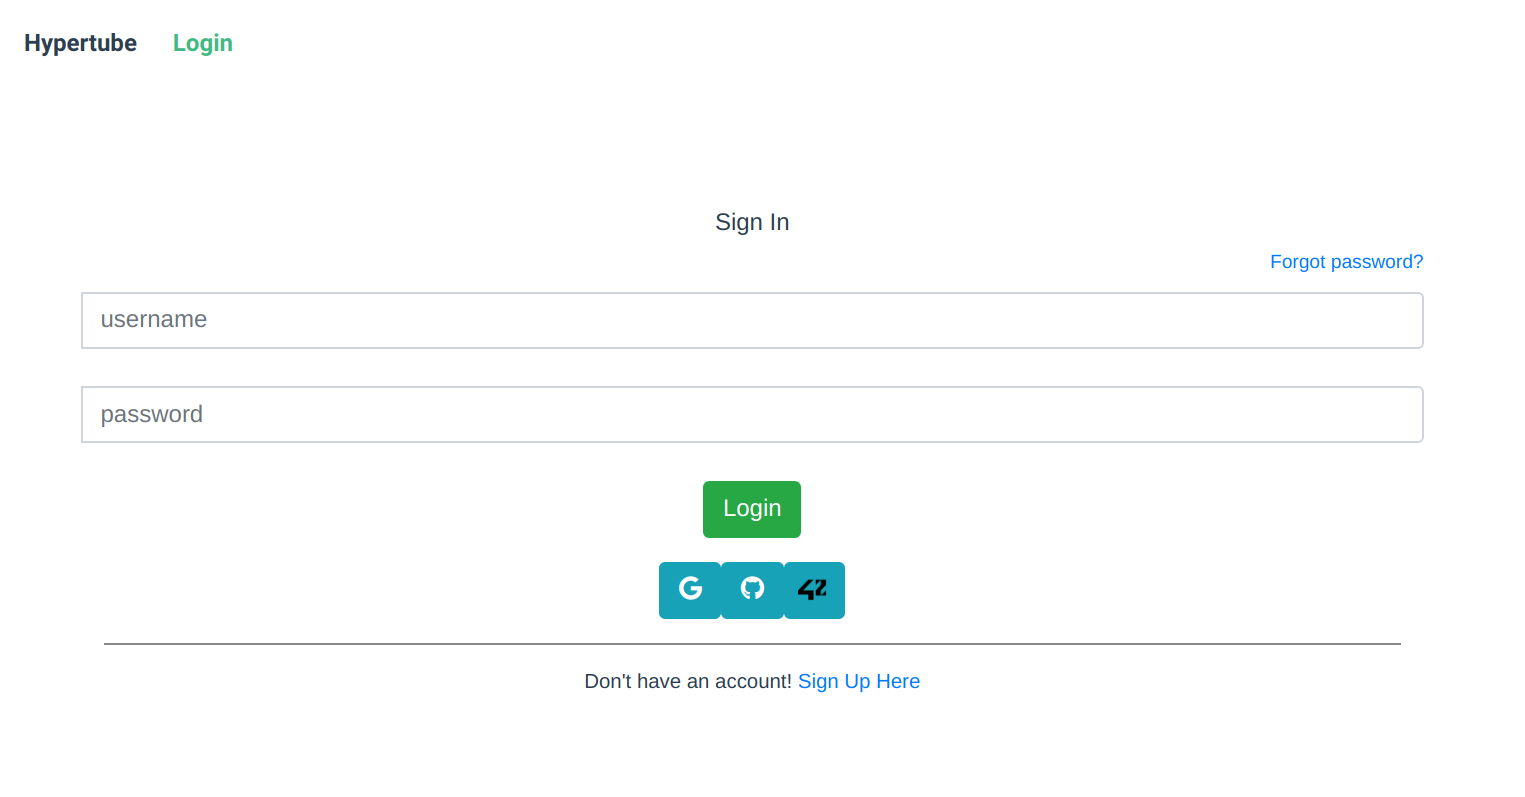 Hypertube Login
Sign In
Forgot password?
username
password
Login
G 42
Don't have an account! Sign Up Here